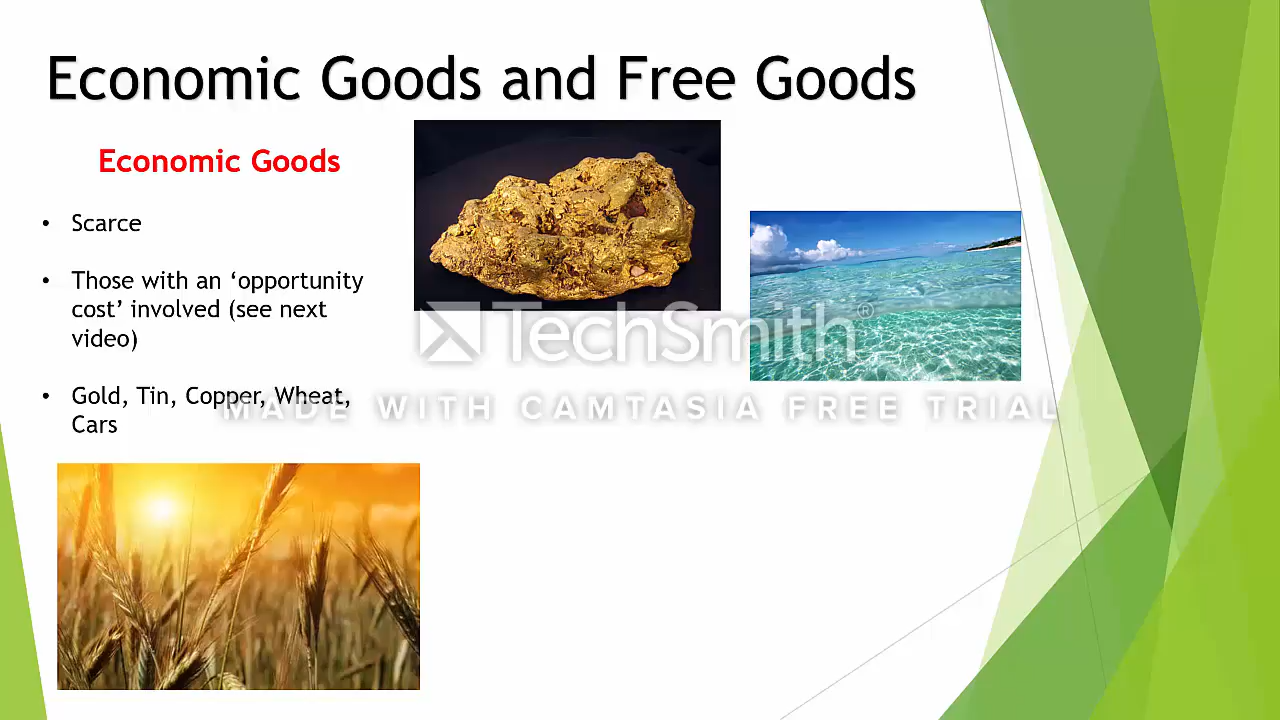 Economic Goods and Free Goods
Economic Goods
• Scarce
• Those with an ‘opportunity
cost’ involved (see next
video)
• Gold, Tin, Copper, Wheat,
Cars
TechSmith®
MADE WITH CAMTASIA FREE TRIAL